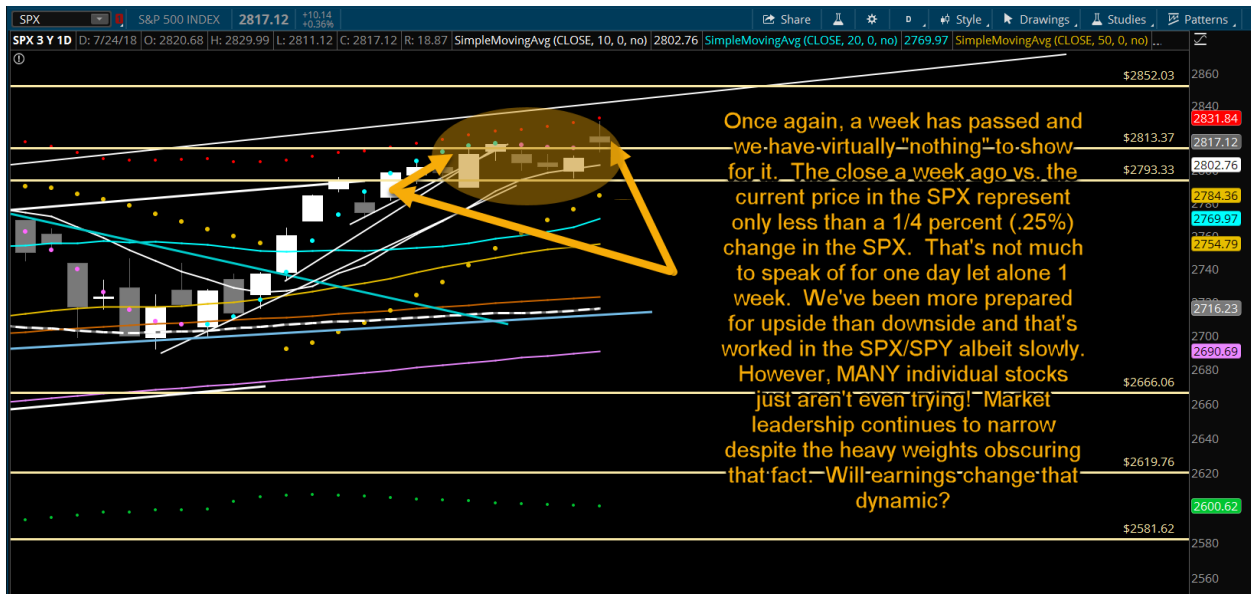 SPX
S&P 500 INDEX 2817.12 +10.14 +0.36%
Share D Style Drawings Studies Patterns
SPX 3 Y 1D D: 7/24/18 O: 2820.68 H: 2829.99 L: 2811.12 C: 2817.12 R: 18.87 SimpleMovingAvg (CLOSE, 10, 0, no) 2802.76 SimpleMovingAvg (CLOSE, 20, 0, no) 2769.97 SimpleMovingAvg (CLOSE, 50, 0, no) ...
$2852.03
$2813.37
$2793.33
$2666.06
$2619.76
$2581.62
Once again, a week has passed and
we have virtually "nothing" to show
for it. The close a week ago vs. the
current price in the SPX represent
only less than a 1/4 percent (.25%)
change in the SPX. That's not much
to speak of for one day let alone 1
week. We've been more prepared
for upside than downside and that's
worked in the SPX/SPY albeit slowly.
However, MANY individual stocks
just aren't even trying! Market
leadership continues to narrow
despite the heavy weights obscuring
that fact. Will earnings change that
dynamic?
2860
2840
2831.84
2817.12
2802.76
2784.36
2769.97
2754.79
2740
2716.23
2700
2690.69
2680
2660
2640
2620
2600.62
2580
2560